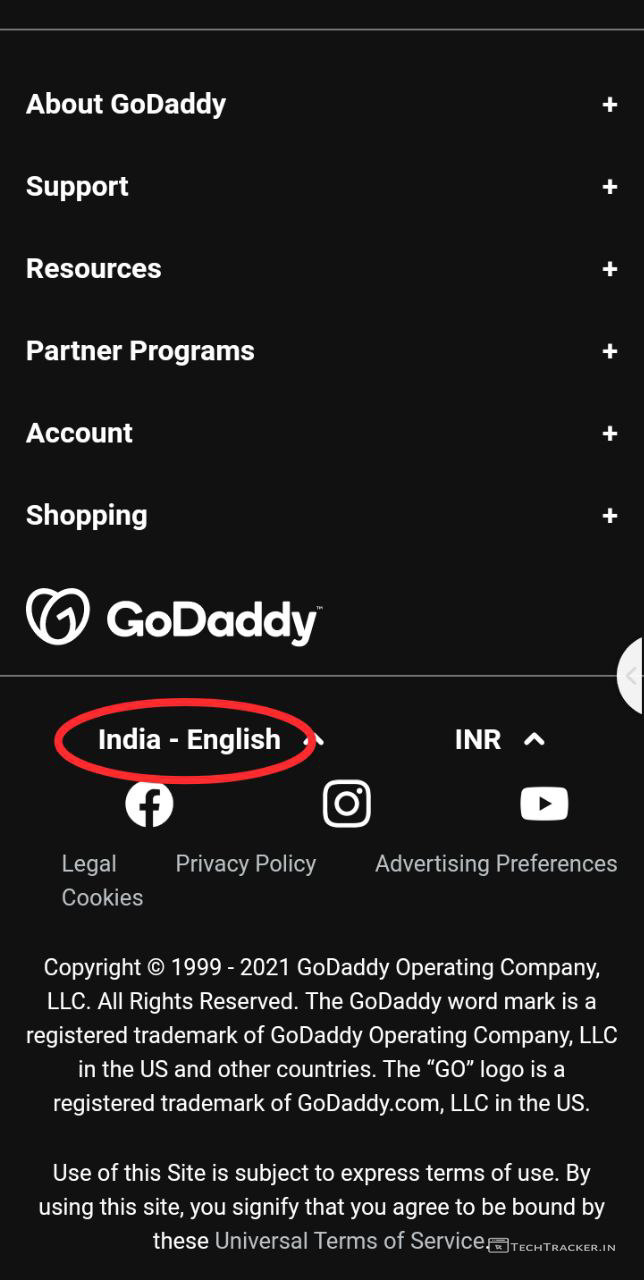 About GoDaddy +
Support +
Resources +
Partner Programs +
Account +
Shopping +
GoDaddy™
India - English INR
Legal Privacy Policy Advertising Preferences
Cookies
Copyright © 1999 - 2021 GoDaddy Operating Company,
LLC. All Rights Reserved. The GoDaddy word mark is a
registered trademark of GoDaddy Operating Company, LLC
in the US and other countries. The “GO” logo is a
registered trademark of GoDaddy.com, LLC in the US.
Use of this Site is subject to express terms of use. By
using this site, you signify that you agree to be bound by
these Universal Terms of Service.
TECHTRACKER.IN